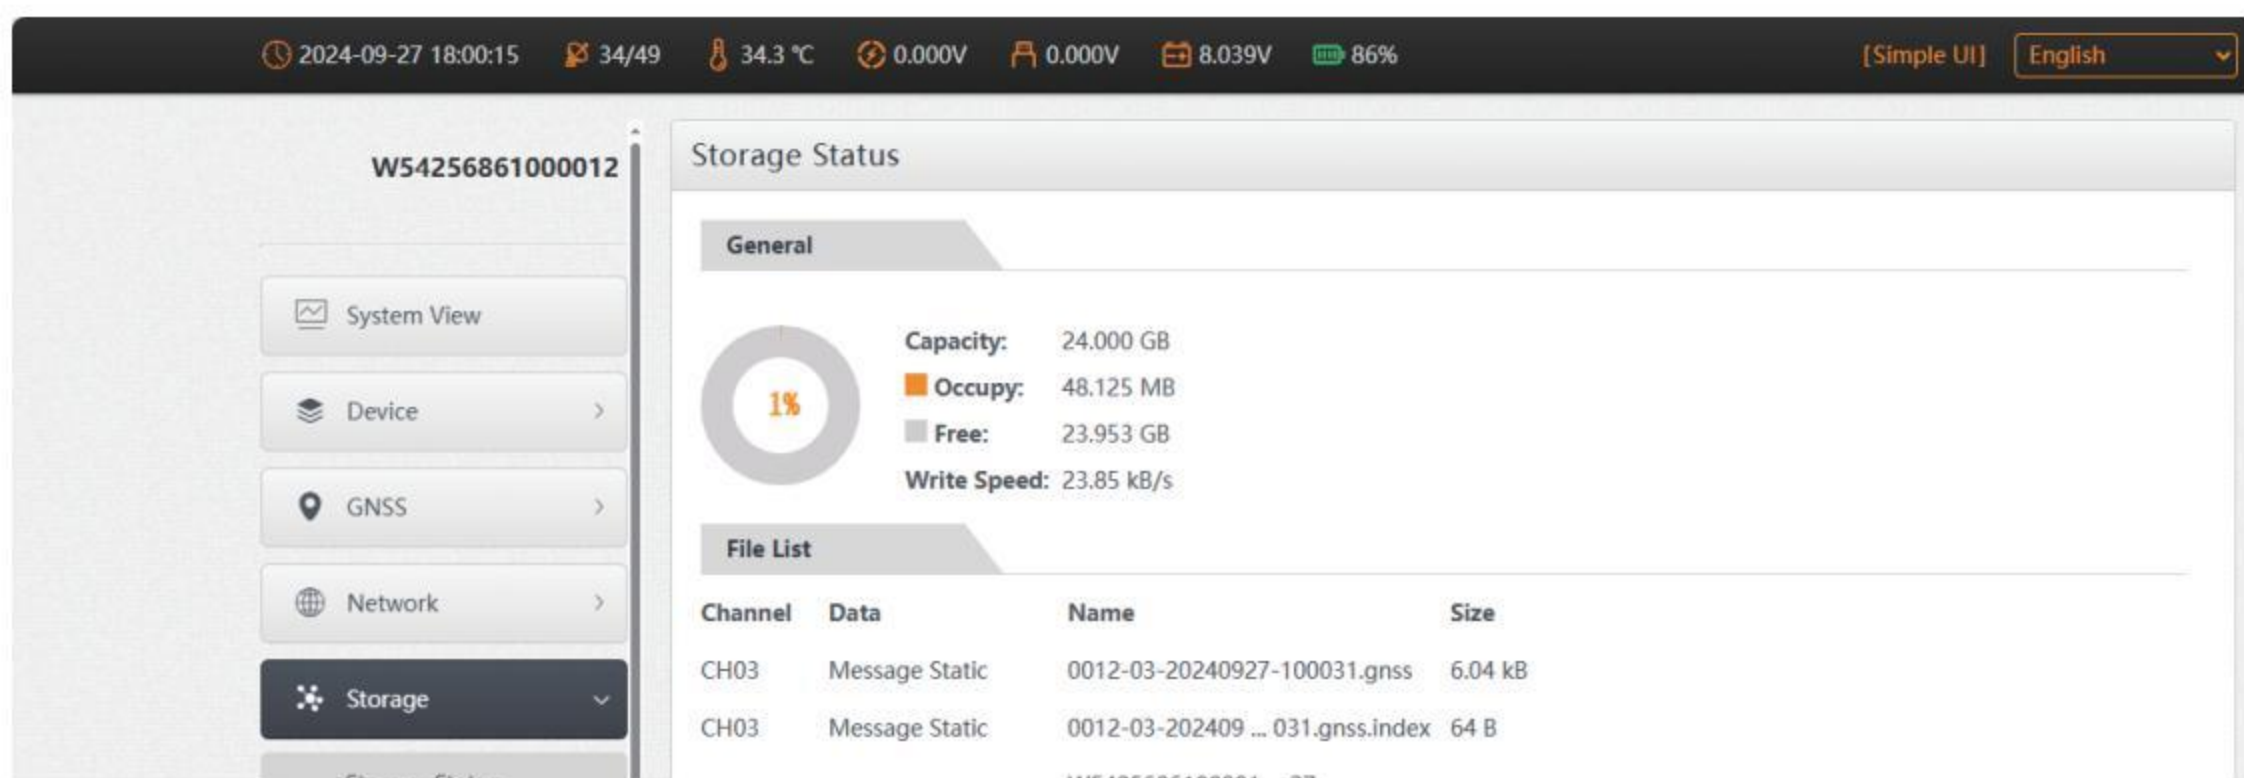 2024-09-27 18:00:15 34/49 34.3 ℃ 0.000V 0.000V 8.039V 86% [Simple UI] English
W54256861000012
System View
Device
GNSS
Network
Storage
Storage Status
General
1%
Capacity: 24.000 GB
Occupy: 48.125 MB
Free: 23.953 GB
Write Speed: 23.85 kB/s
File List
Channel Data Name Size
CH03 Message Static 0012-03-20240927-100031.gnss 6.04 kB
CH03 Message Static 0012-03-202409 ... 031.gnss.index 64 B